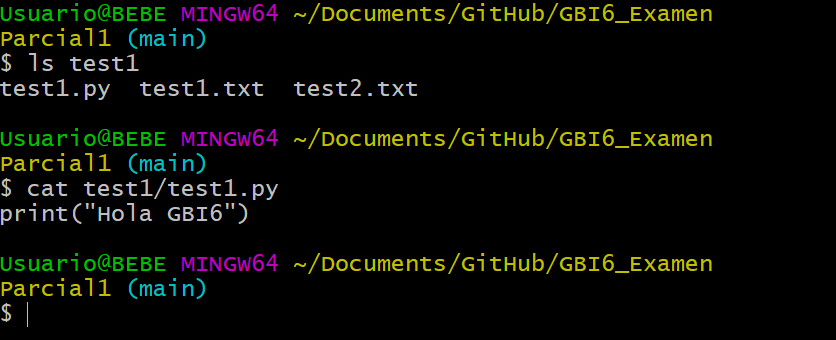 Usuario@BEBE MINGW64 ~/Documents/GitHub/GBI6_Examen
Parcial1 (main)
$ ls test1
test1.py  test1.txt  test2.txt
Usuario@BEBE MINGW64 ~/Documents/GitHub/GBI6_Examen
Parcial1 (main)
$ cat test1/test1.py
print("Hola GBI6")
Usuario@BEBE MINGW64 ~/Documents/GitHub/GBI6_Examen
Parcial1 (main)
$